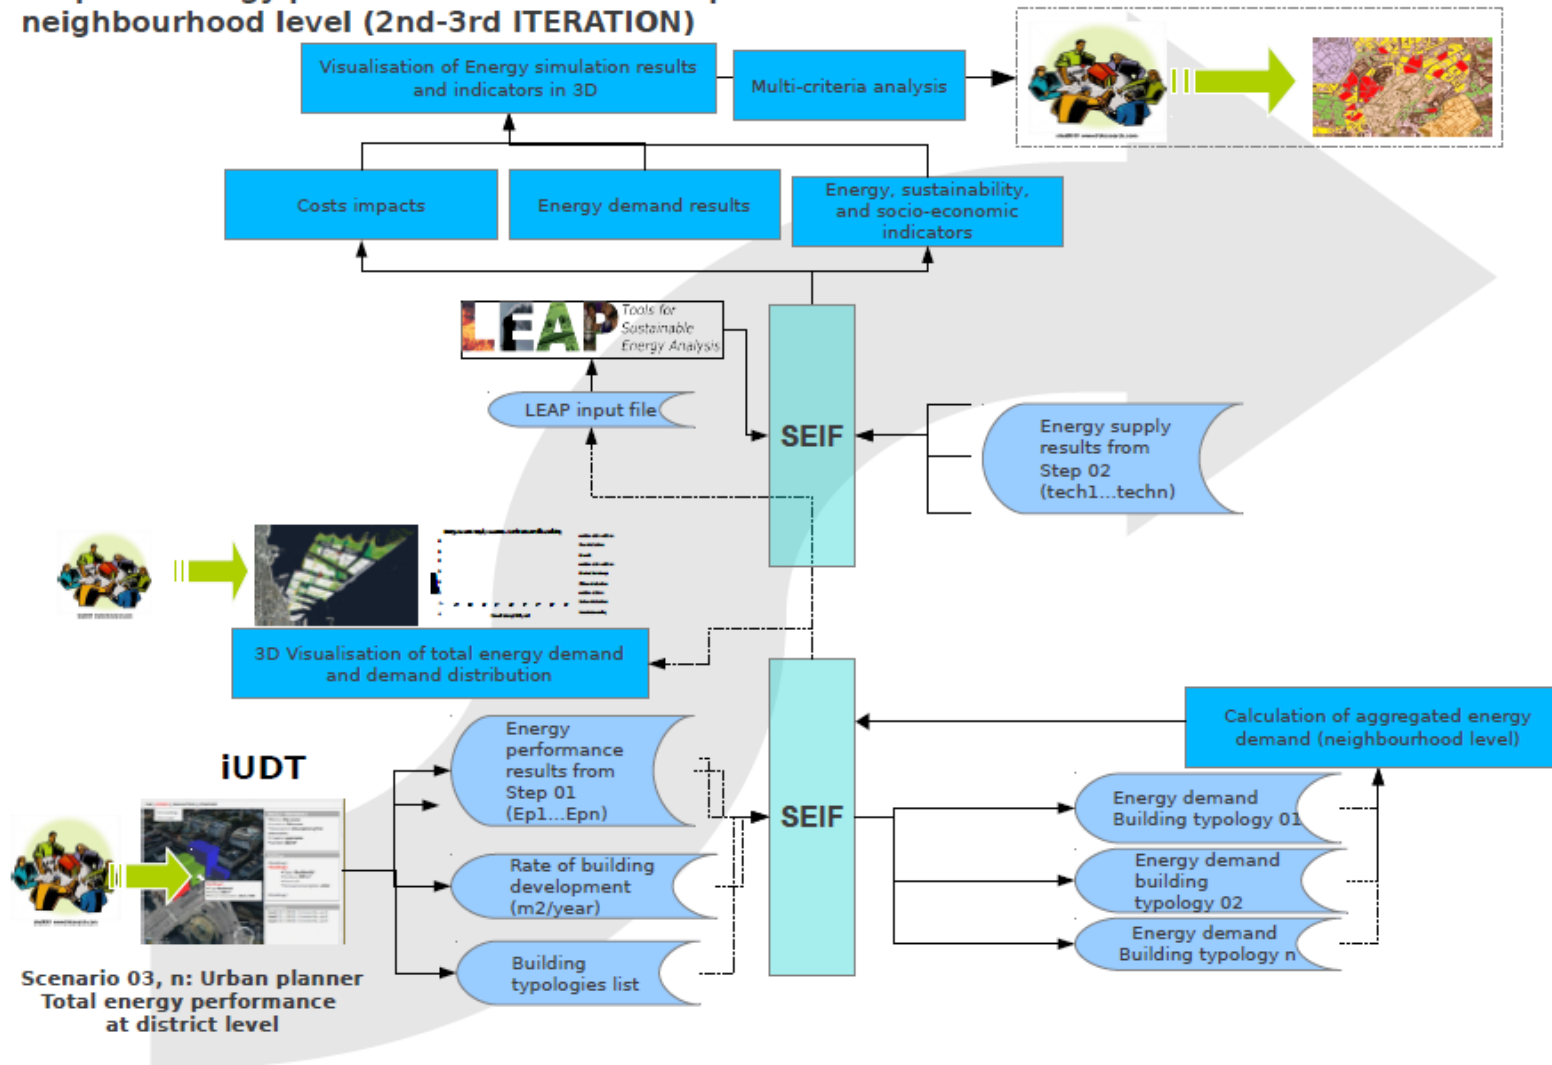 neighbourhood level (2nd-3rd ITERATION)
Visualisation of Energy simulation results
and indicators in 3D
Multi-criteria analysis
Costs impacts
Energy demand results
Energy, sustainability,
and socio-economic
indicators
LEAP
Tools for
Sustainable
Energy Analysis
LEAP input file
SEIF
Energy supply
results from
Step 02
(tech1...techn)
3D Visualisation of total energy demand
and demand distribution
Calculation of aggregated energy
demand (neighbourhood level)
iUDT
Energy
performance
results from
Step 01
(Ep1...Epn)
SEIF
Energy demand
Building typology 01
Rate of building
development
(m2/year)
Energy demand
building
typology 02
Building
typologies list
Energy demand
Building typology n
Scenario 03, n: Urban planner
Total energy performance
at district level